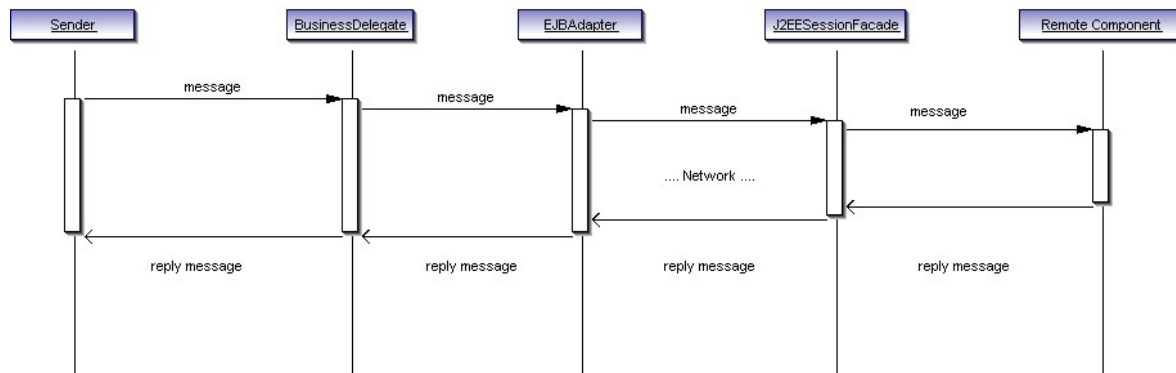 Sender
BusinessDelegate
EJBAdapter
J2EESessionFacade
Remote Component
message
message
message
message
.... Network ....
reply message
reply message
reply message
reply message